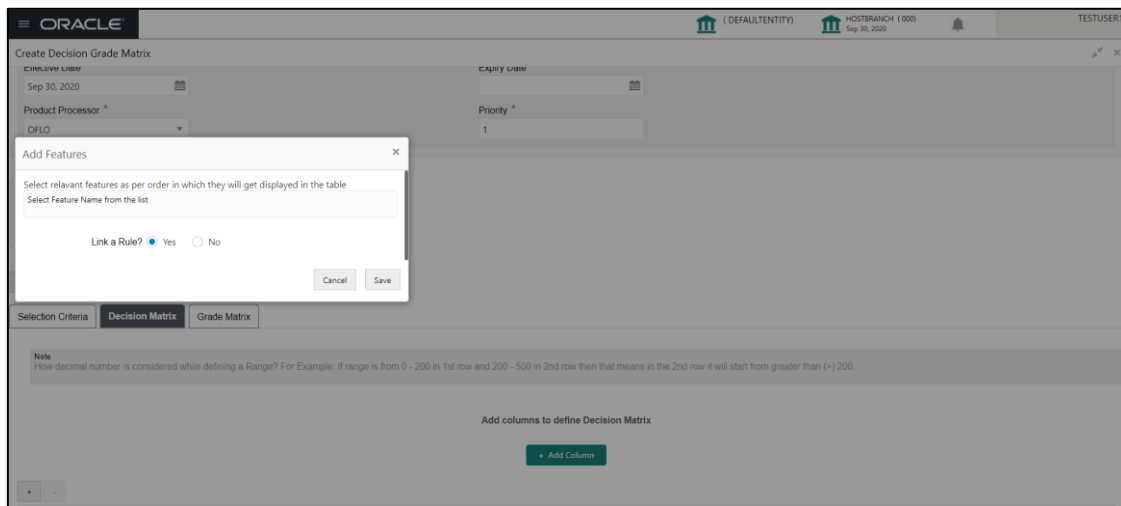 ORACLE
( DEFAULTENTITY)
HOSTBRANCH ( 000)
Sep 30, 2020
TESTUSER1
Create Decision Grade Matrix
Effective Date
Expiry Date
Sep 30, 2020
Product Processor *
Priority *
OFLO
1
Add Features
Select relavant features as per order in which they will get displayed in the table
Select Feature Name from the list
Link a Rule? Yes No
Cancel Save
Selection Criteria Decision Matrix Grade Matrix
Note
How decimal number is considered while defining a Range? For Example. If range is from 0 - 200 in 1st row and 200 - 500 in 2nd row then that means in the 2nd row it will start from greater than (>) 200.
Add columns to define Decision Matrix
+ Add Column
+ -